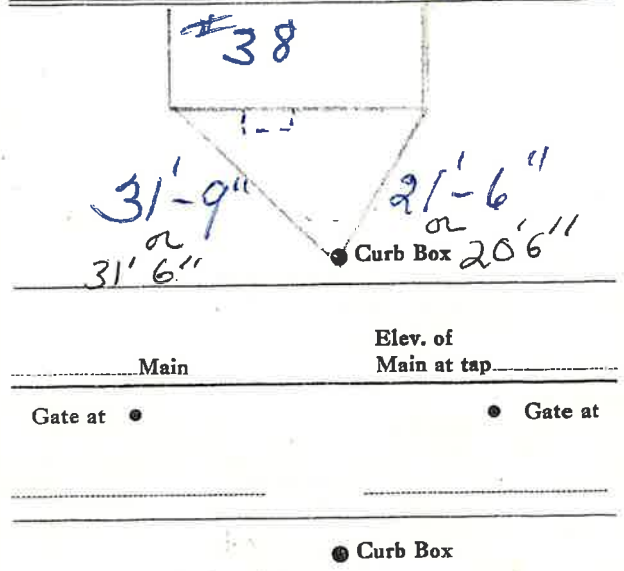 #38
31'-9" 21'-6"
or or
31' 6" Curb Box 20'6"
Elev. of
Main Main at tap
Gate at Gate at
Curb Box